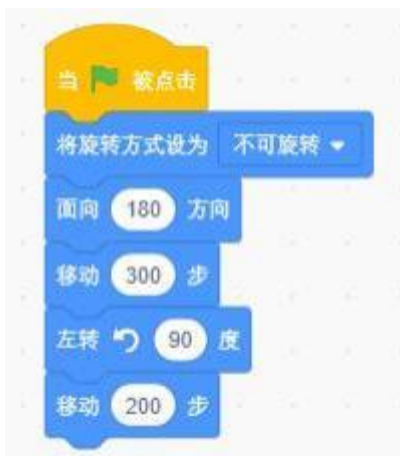 当 被点击
将旋转方式设为 不可旋转
面向 180 方向
移动 300 步
左转 90 度
移动 200 步